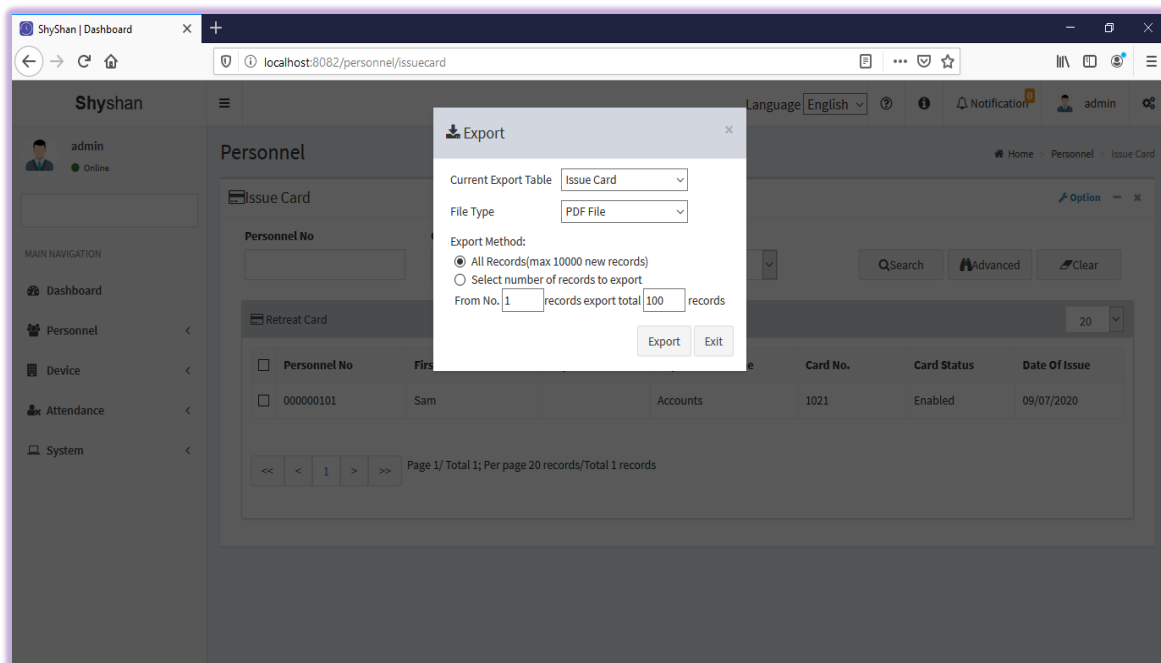 ShyShan | Dashboard
localhost:8082/personnel/issuecard
Shyshan
Language English
Notification 0
admin
admin
Online
Personnel
Home > Personnel > Issue Card
Export
Issue Card
Option
Current Export Table Issue Card
File Type PDF File
Personnel No
MAIN NAVIGATION
Export Method:
All Records(max 10000 new records)
Select number of records to export
From No. 1 records export total 100 records
Search
Advanced
Clear
Dashboard
Personnel
Device
Attendance
System
Export
Exit
Retreat Card
20
Personnel No Card No. Card Status Date Of Issue
000000101 Sam Accounts 1021 Enabled 09/07/2020
<< < 1 > >> Page 1/ Total 1; Per page 20 records/Total 1 records